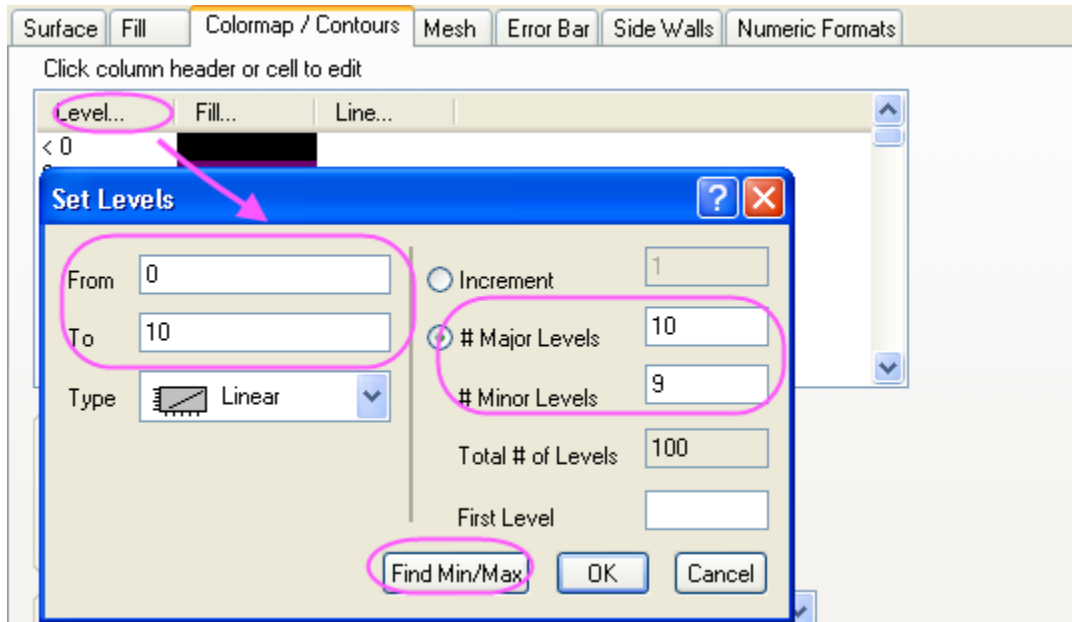 Surface Fill Colormap / Contours Mesh Error Bar Side Walls Numeric Formats
Click column header or cell to edit
Level... Fill... Line...
< 0
Set Levels ?
From 0
To 10
Type Linear
Increment 1
# Major Levels 10
# Minor Levels 9
Total # of Levels 100
First Level
Find Min/Max OK Cancel